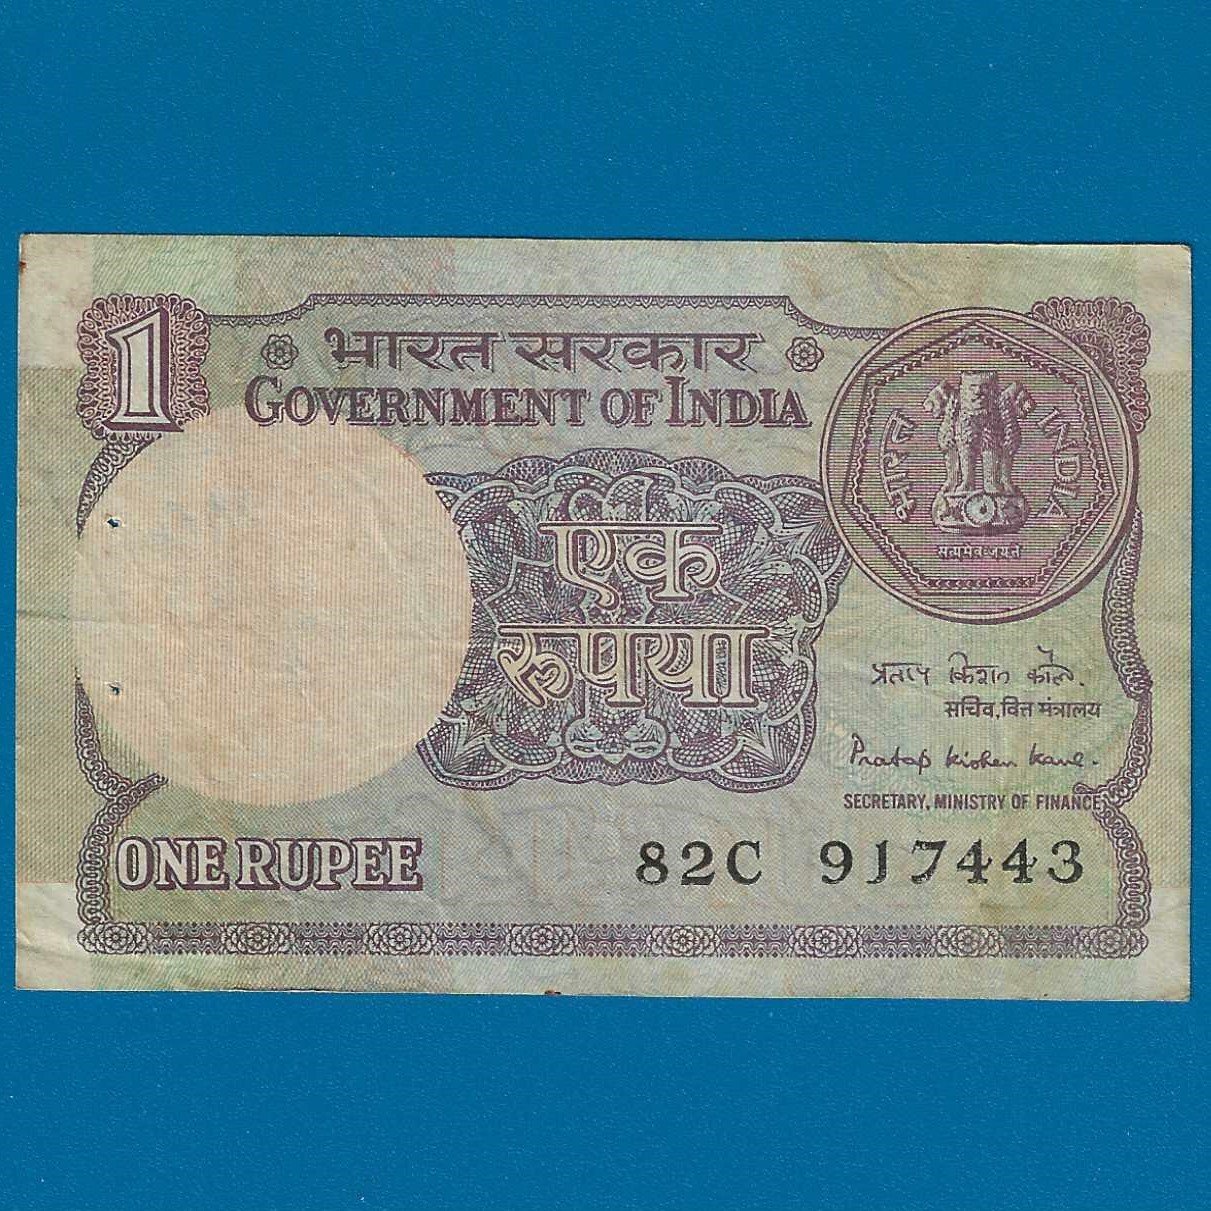 1
भारत सरकार
GOVERNMENT OF INDIA
भारत
INDIA
सत्यमेव जयते
एक
रुपया
प्रताप किशन कौल.
सचिव, वित्त मंत्रालय
Pratap Kishen Kaul.
SECRETARY, MINISTRY OF FINANCE
ONE RUPEE
82C 917443